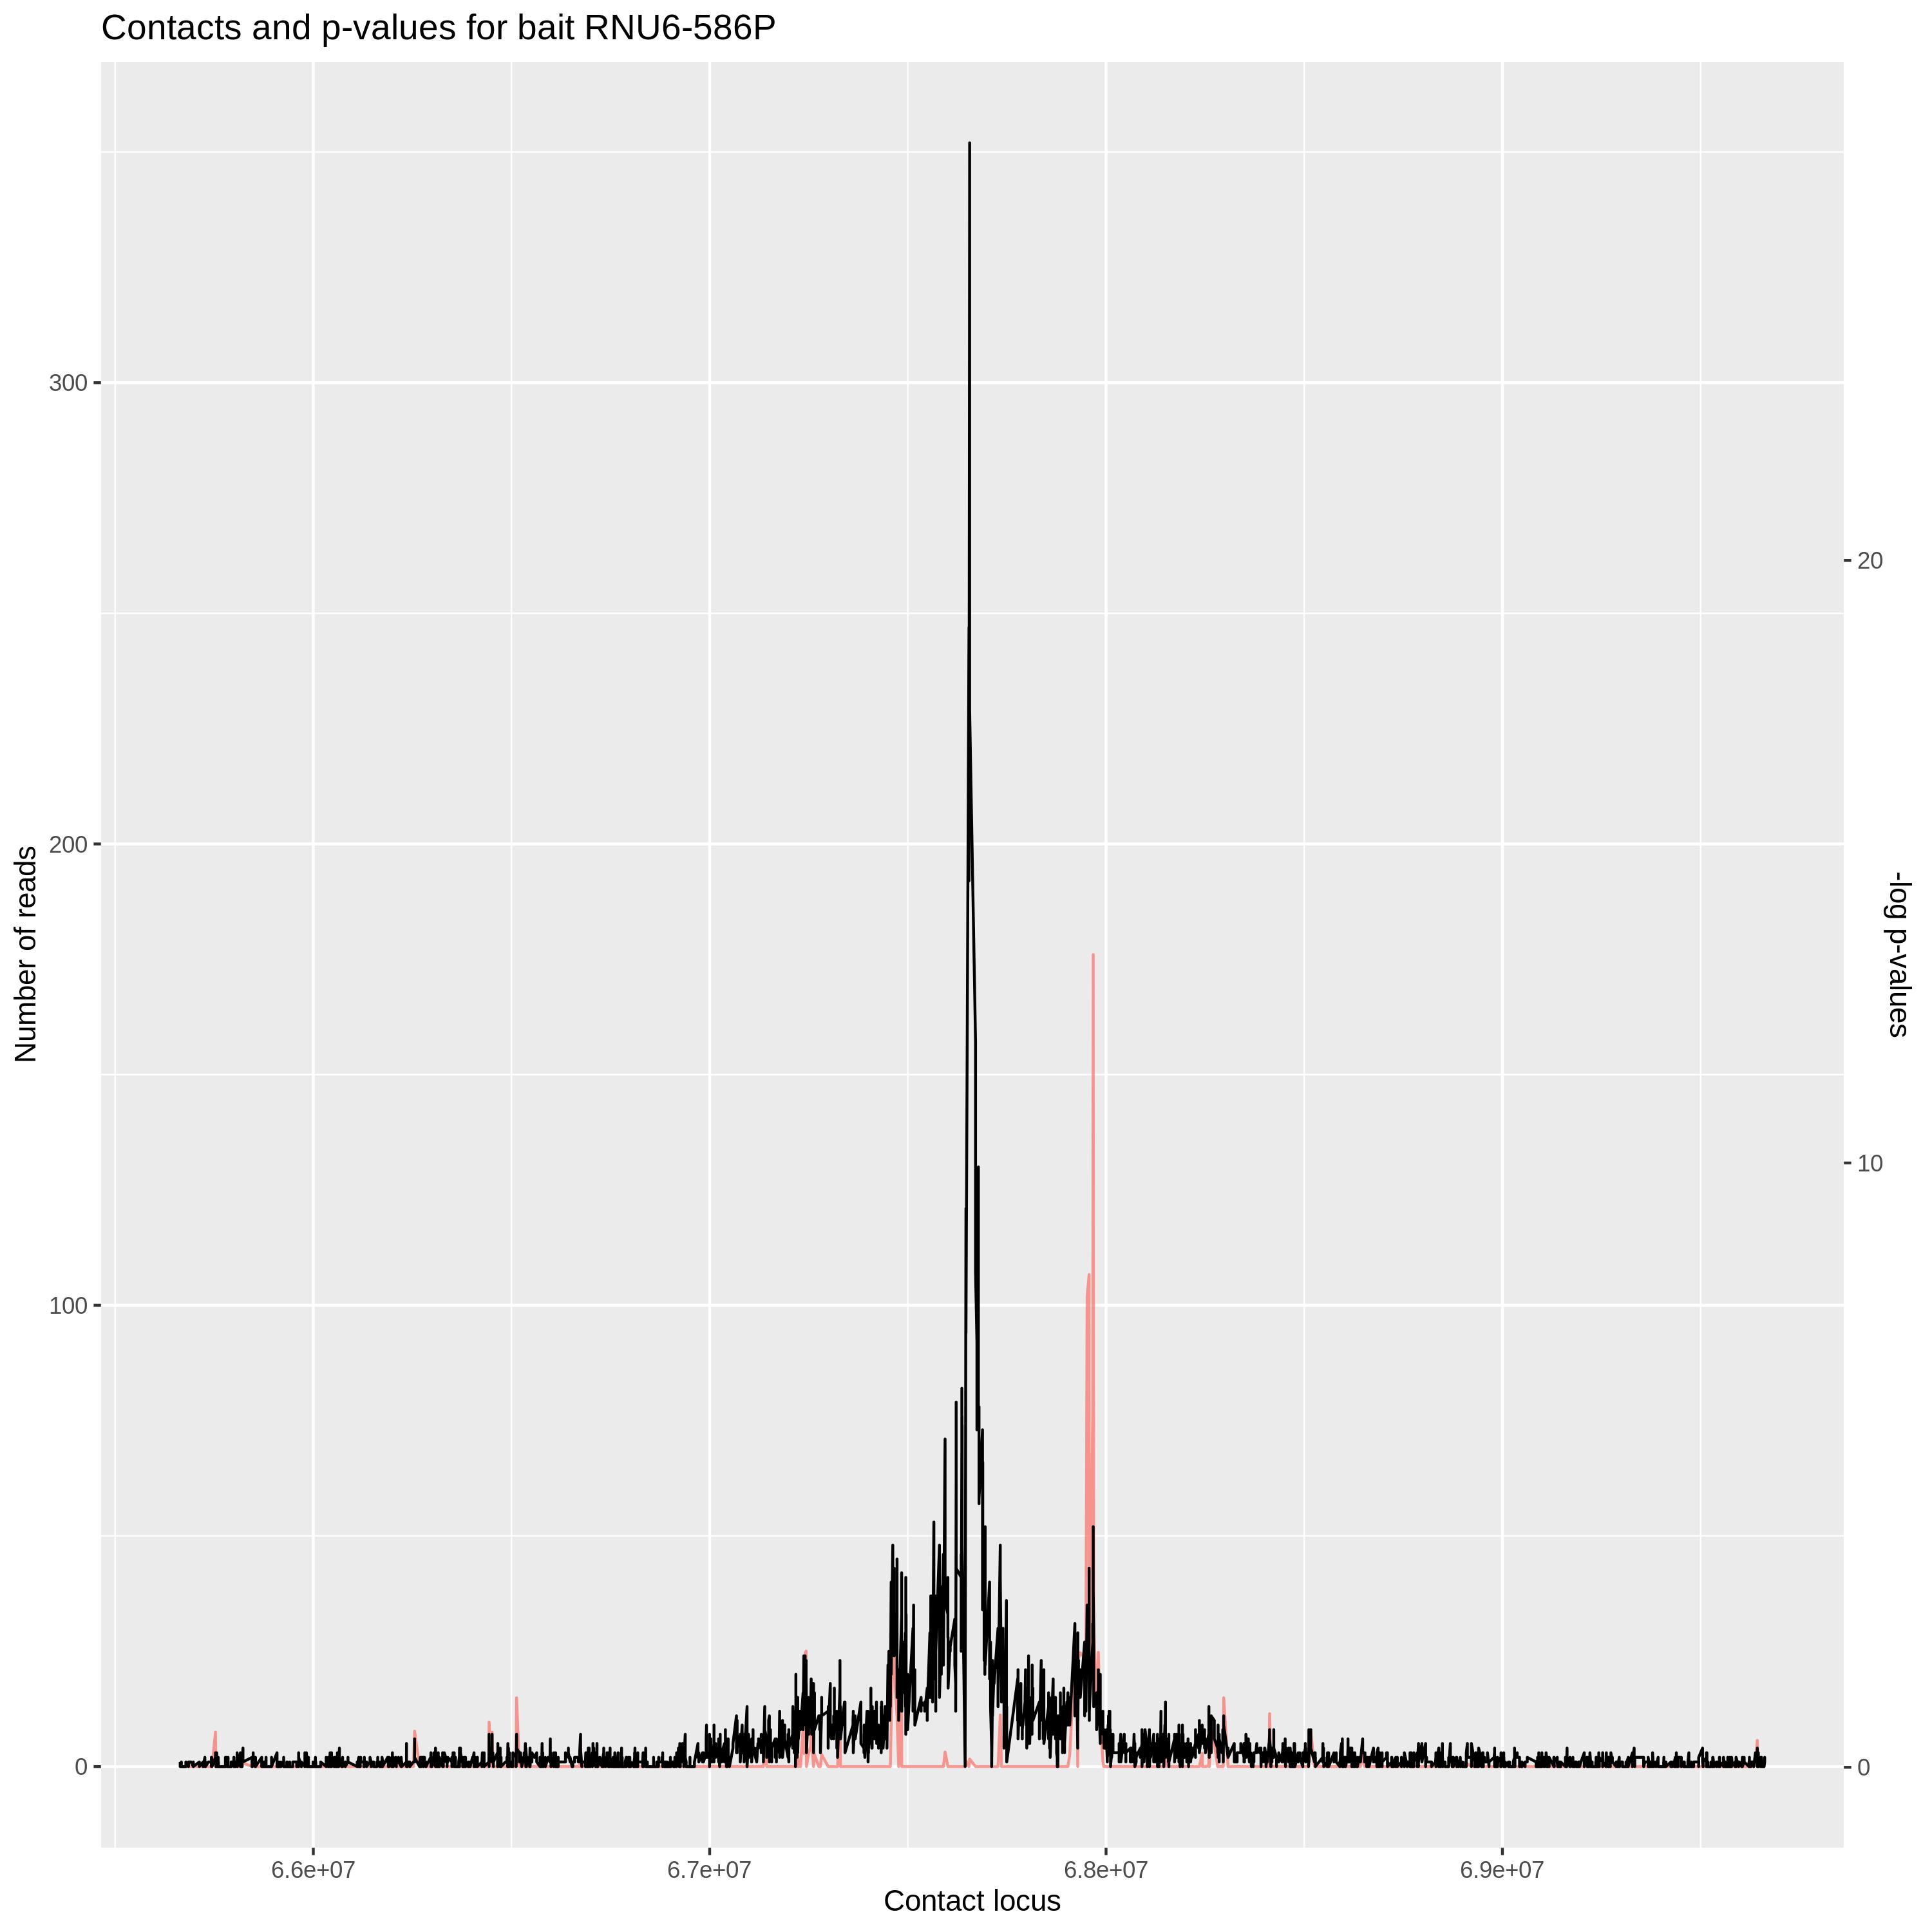 Contacts and p-values for bait RNU6-586P
300
200
100
0
Number of reads
20
10
0
-log p-values
6.6e+07
6.7e+07
6.8e+07
6.9e+07
Contact locus